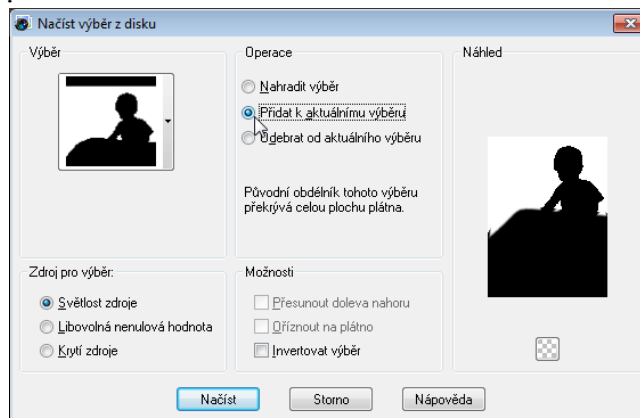 Načíst výběr z disku
Výběr
Operace
Nahradit výběr
Přidat k aktuálnímu výběru
Odebrat od aktuálního výběru
Původní obdélník tohoto výběru
překrývá celou plochu plátna.
Náhled
Zdroj pro výběr:
Světlost zdroje
Libovolná nenulová hodnota
Krytí zdroje
Možnosti
Přesunout doleva nahoru
Oříznout na plátno
Invertovat výběr
Načíst
Storno
Nápověda